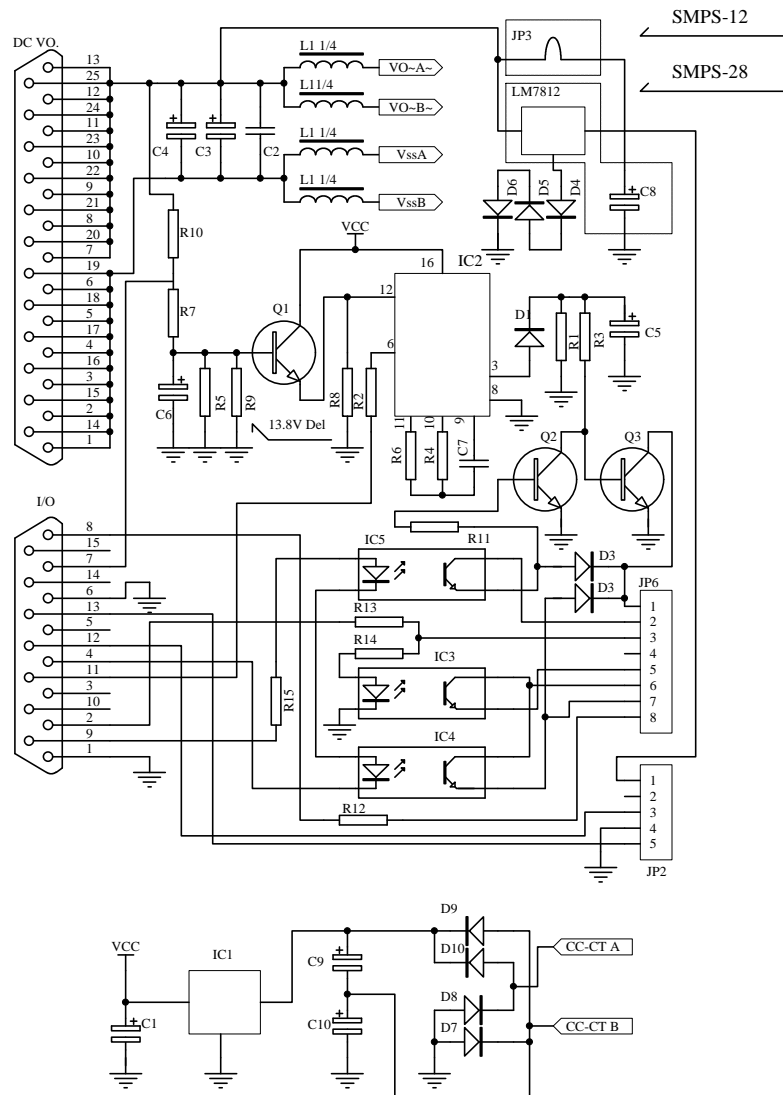 SMPS-12
DC VO.
JP3
L1 1/4
VO~A~
SMPS-28
13
25
12
24
11
23
10
22
9
21
8
20
7
19
6
18
5
17
4
16
3
15
2
14
1
L11/4
VO~B~
LM7812
C4
C3
C2
L1 1/4
VssA
L1 1/4
VssB
D6
D5
D4
C8
R10
VCC
IC2
16
R7
Q1
12
6
D1
R1
R3
C5
3
8
C6
R5
R9
13.8V Del
R8
R2
11
10
9
R6
R4
C7
Q2
Q3
I/O
8
15
7
14
6
13
5
12
4
11
3
10
2
9
1
R11
IC5
D3
D3
JP6
1
2
3
4
5
6
7
8
R13
R14
IC3
R15
IC4
R12
1
2
3
4
5
JP2
D9
VCC
IC1
C9
D10
CC-CT A
D8
C1
C10
D7
CC-CT B